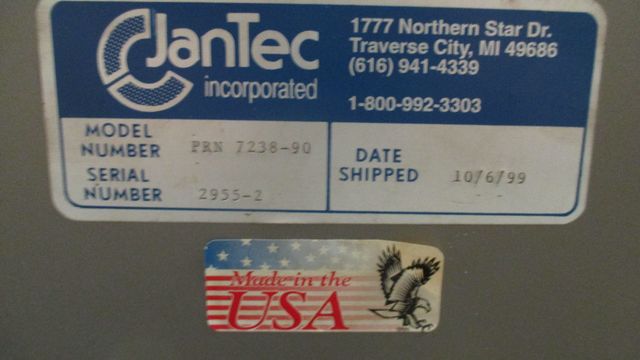 JanTec
incorporated
1777 Northern Star Dr.
Traverse City, MI 49686
(616) 941-4339
1-800-992-3303
MODEL
NUMBER PRN 7238-90
SERIAL
NUMBER 2955-2
DATE
SHIPPED 10/6/99
Made in the
USA